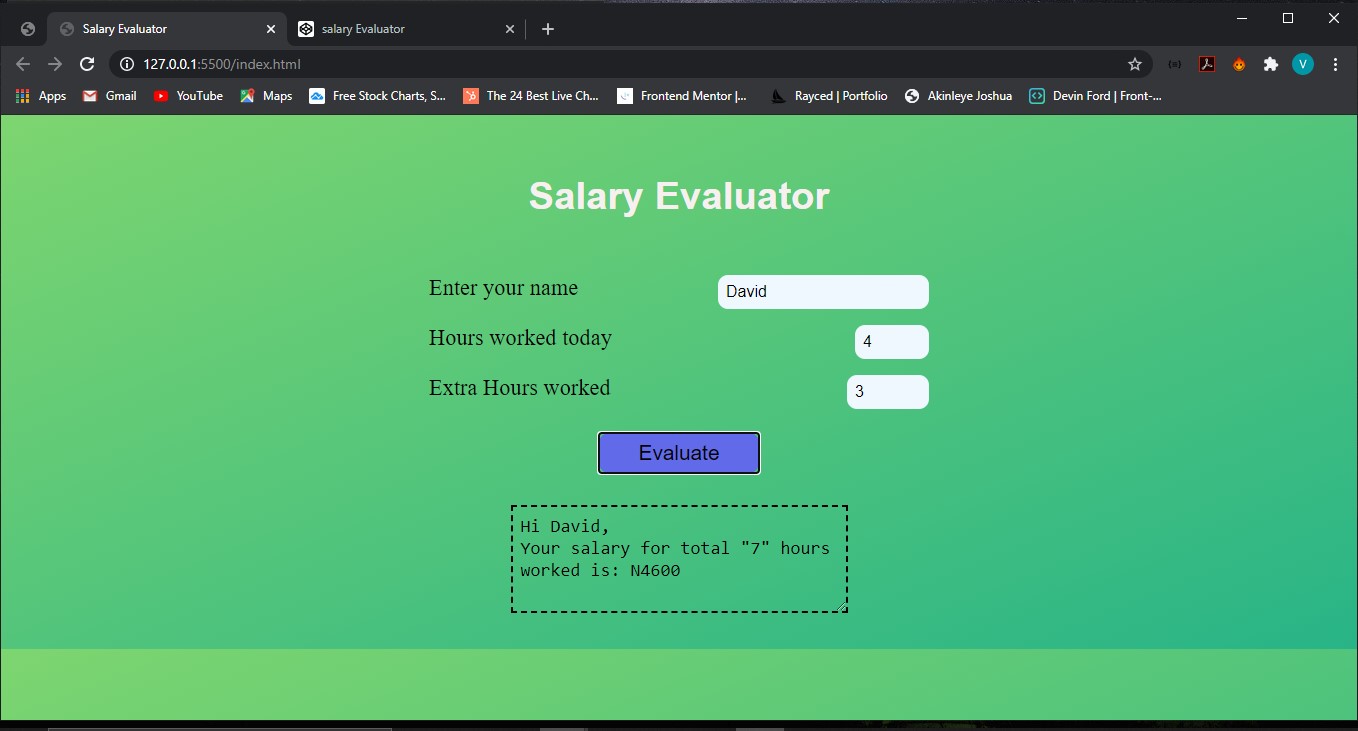 Salary Evaluator
salary Evaluator
127.0.0.1:5500/index.html
V
Apps Gmail YouTube Maps Free Stock Charts, S... The 24 Best Live Ch... Frontend Mentor |... Rayced | Portfolio Akinleye Joshua Devin Ford | Front-...
Salary Evaluator
Enter your name David
Hours worked today 4
Extra Hours worked 3
Evaluate
Hi David,
Your salary for total "7" hours
worked is: N4600